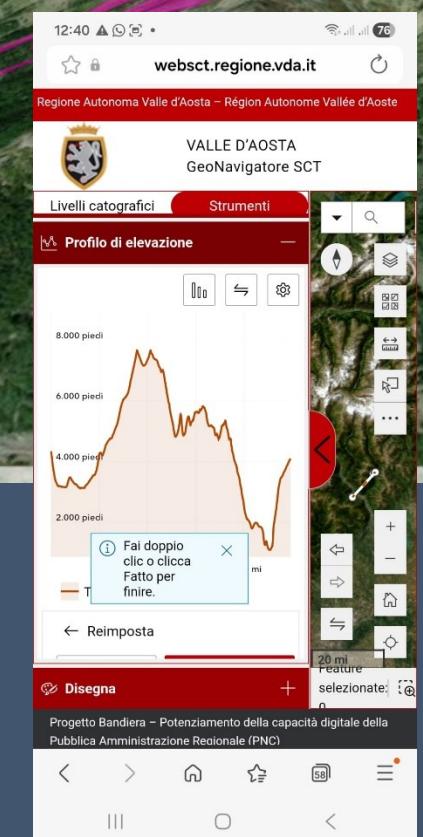 12:40
76
websct.regione.vda.it
Regione Autonoma Valle d'Aosta – Région Autonome Vallée d'Aoste
VALLE D'AOSTA
GeoNavigatore SCT
Livelli catografici
Strumenti
Profilo di elevazione
8.000 piedi
6.000 piedi
4.000 piedi
2.000 piedi
Fai doppio
clic o clicca
Fatto per
finire.
mi
T
← Reimposta
20 mi
Feature
selezionate:
0
Disegna
Progetto Bandiera – Potenziamento della capacità digitale della
Pubblica Amministrazione Regionale (PNC)
58